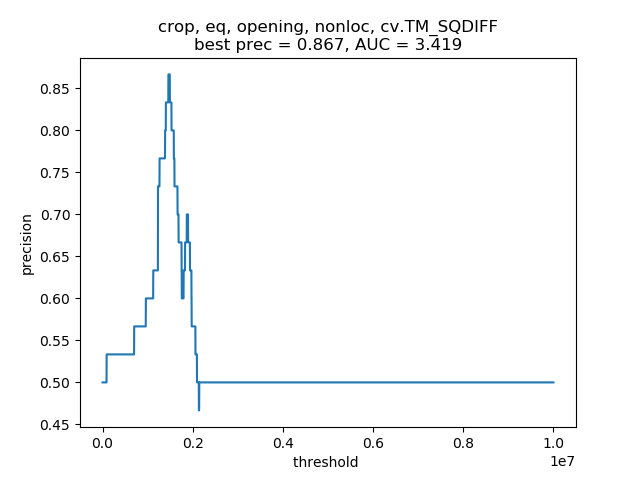 crop, eq, opening, nonloc, cv.TM_SQDIFF
best prec = 0.867, AUC = 3.419
precision
0.85
0.80
0.75
0.70
0.65
0.60
0.55
0.50
0.45
0.0 0.2 0.4 0.6 0.8 1.0
1e7
threshold